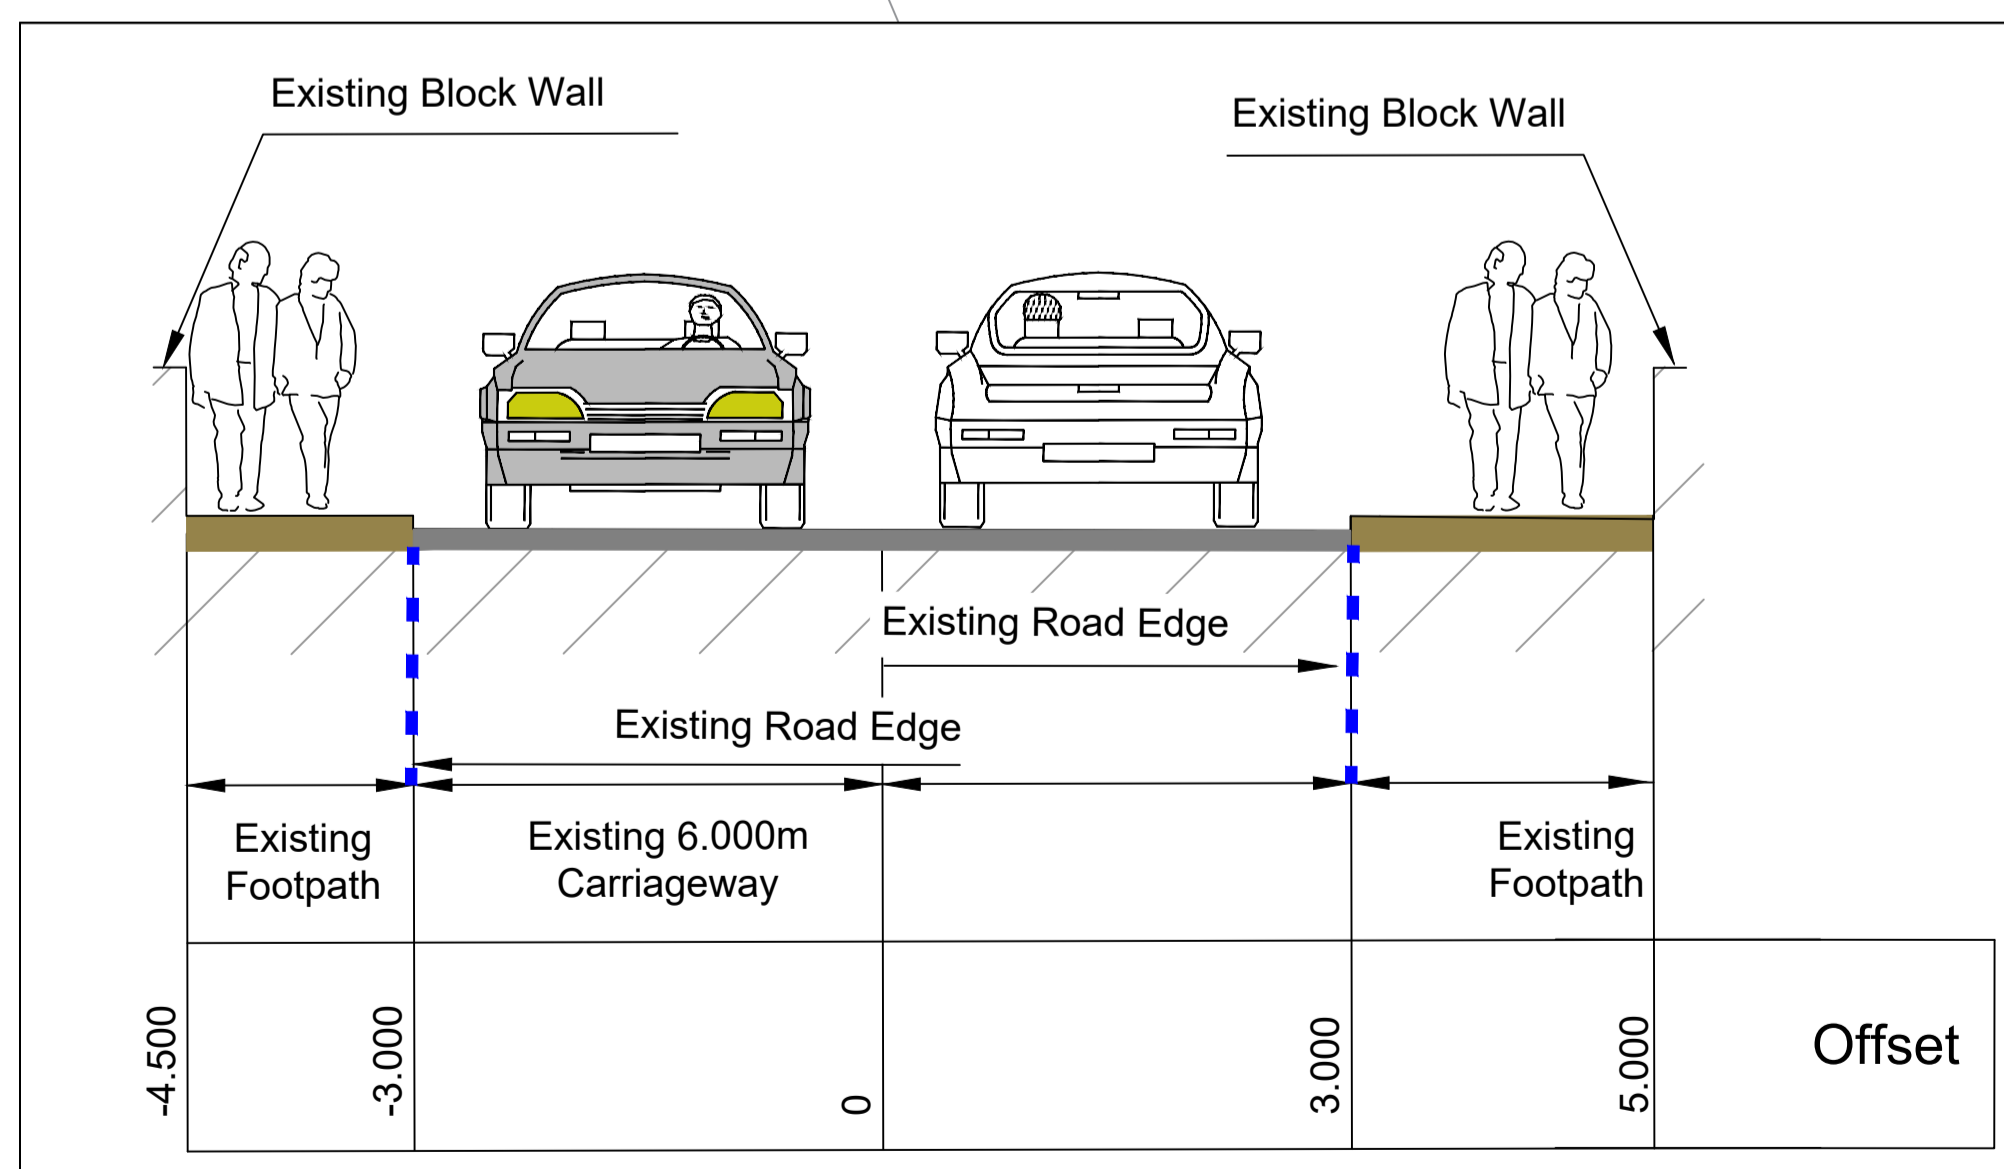 Existing Block Wall
Existing Block Wall
Existing Road Edge
Existing Road Edge
Existing
Footpath
Existing 6.000m
Carriageway
Existing
Footpath
-4.500
-3.000
0
3.000
5.000
Offset